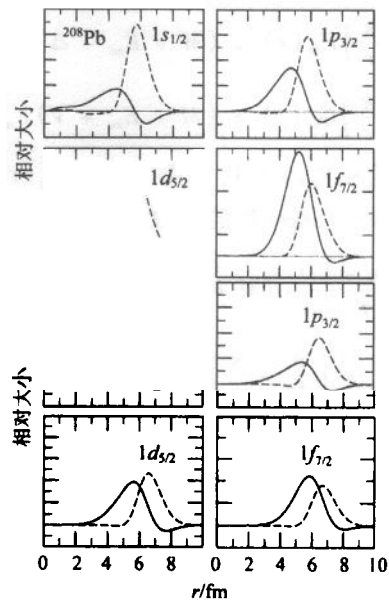 ²⁰⁸Pb
1s₁/₂
1p₃/₂
相对大小
1d₅/₂
1f₇/₂
1p₃/₂
相对大小
1d₅/₂
1f₇/₂
0 2 4 6 8 0 2 4 6 8 10
r/fm